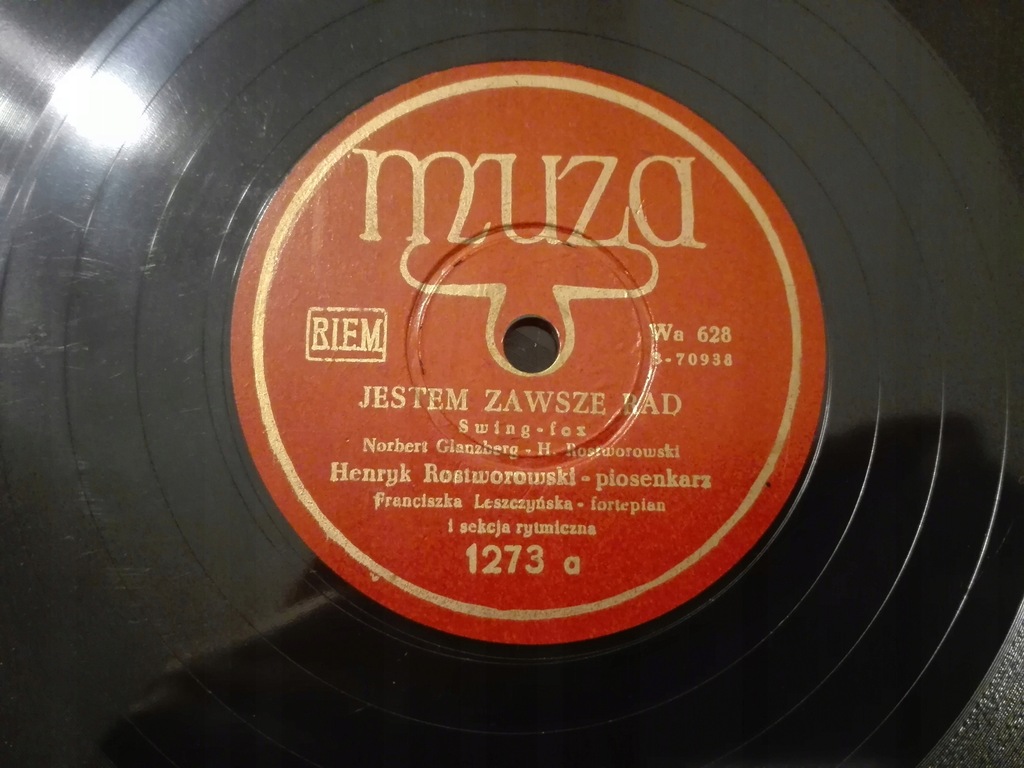 muza
BIEM
Wa 628
B-70938
JESTEM ZAWSZE RAD
Swing-fox
Norbert Glanzberg - H. Rostworowski
Henryk Rostworowski - piosenkarz
Franciszka Leszczyńska - fortepian
i sekcja rytmiczna
1273 a